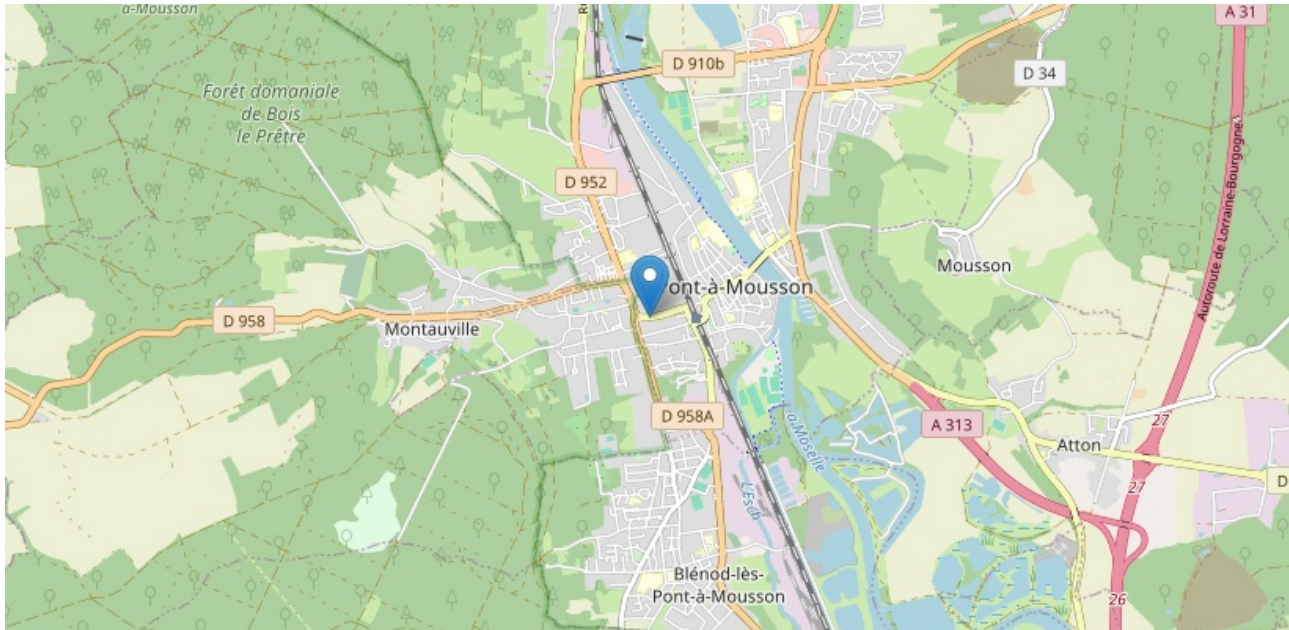 a-Mousson
A 31
D 910b
D 34
Forêt domaniale
de Bois
le Prêtre
D 952
Autoroute de Lorraine-Bourgogne
Mousson
Pont-à-Mousson
D 958
Montauville
D 958A
A 313
27
Atton
la Moselle
27
D
L'Esch
Blénod-lès-
Pont-à-Mousson
26